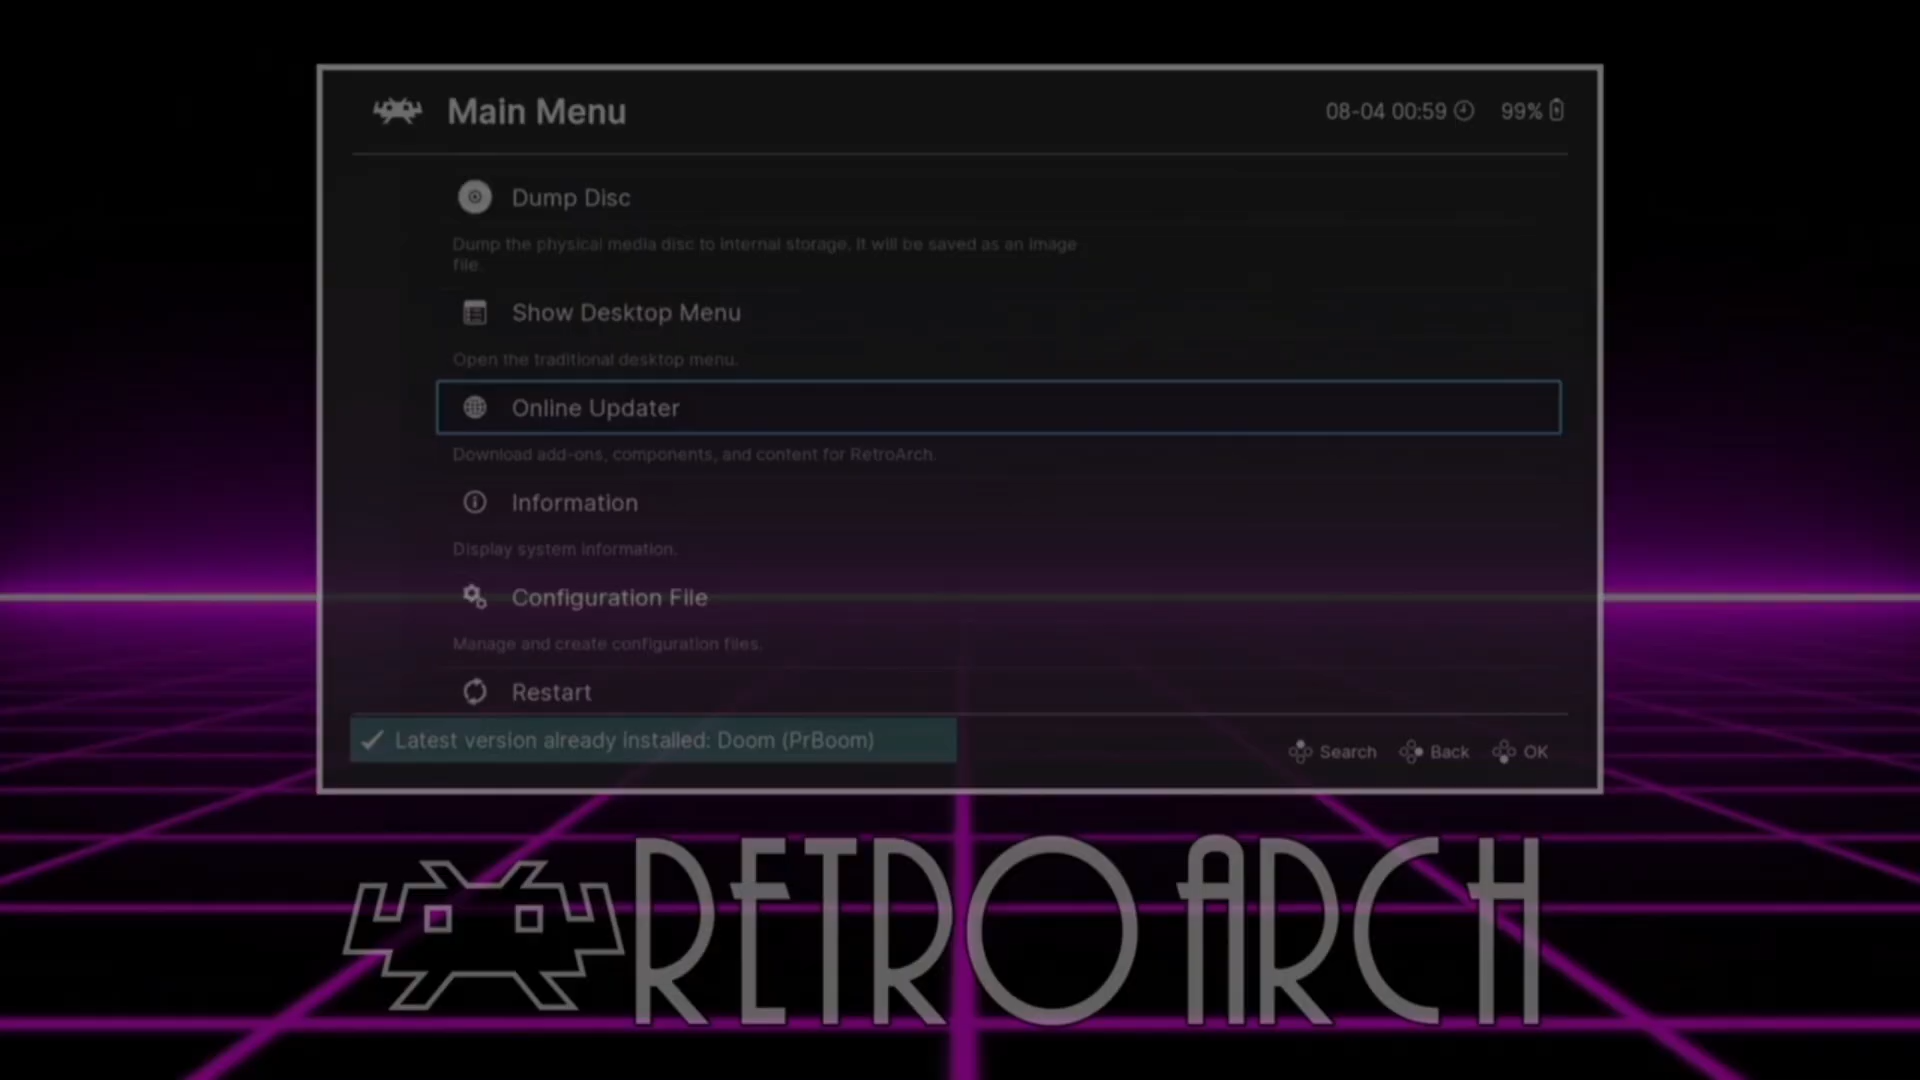 Main Menu
08-04 00:59
99%
Dump Disc
Dump the physical media disc to internal storage. It will be saved as an image
file.
Show Desktop Menu
Open the traditional desktop menu.
Online Updater
Download add-ons, components, and content for RetroArch.
Information
Display system information.
Configuration File
Manage and create configuration files.
Restart
Latest version already installed: Doom (PrBoom)
Search
Back
OK
RETROARCH